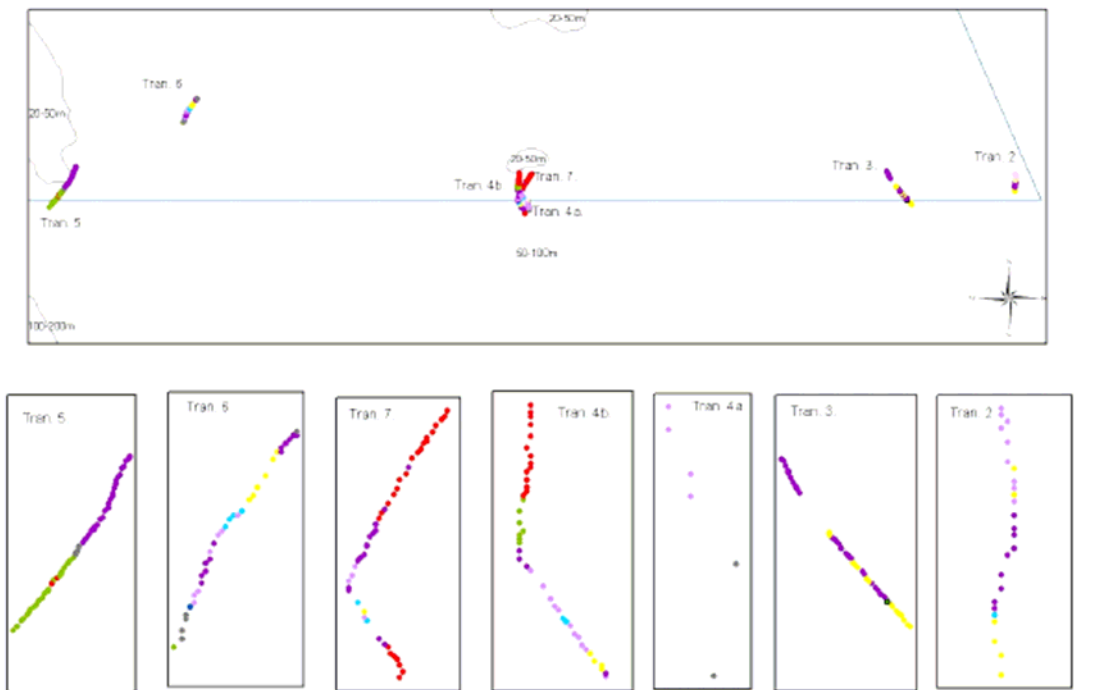 20-50m
Tran. 6
20-50m
20-50m
Tran. 3.
Tran. 2
Tran. 4b
Tran. 7.
Tran. 5
Tran. 4a.
50-100m
100-200m
Tran. 5
Tran. 6
Tran. 7.
Tran. 4b.
Tran. 4a
Tran. 3.
Tran. 2